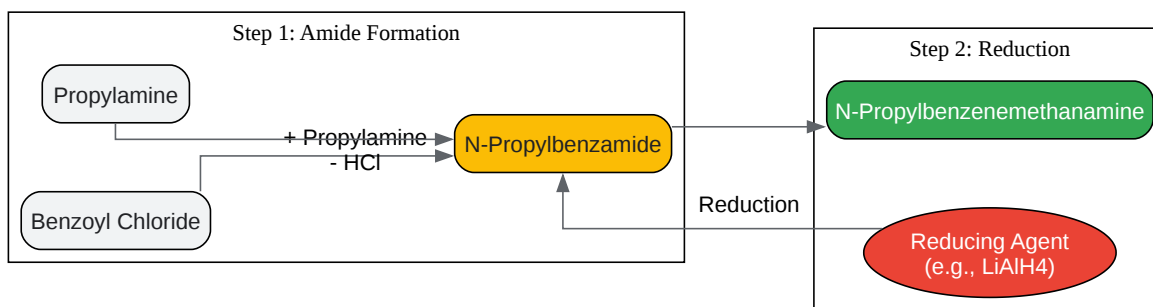 Step 1: Amide Formation
Propylamine
+ Propylamine
- HCl
Benzoyl Chloride
N-Propylbenzamide
Step 2: Reduction
N-Propylbenzenemethanamine
Reduction
Reducing Agent
(e.g., LiAlH4)